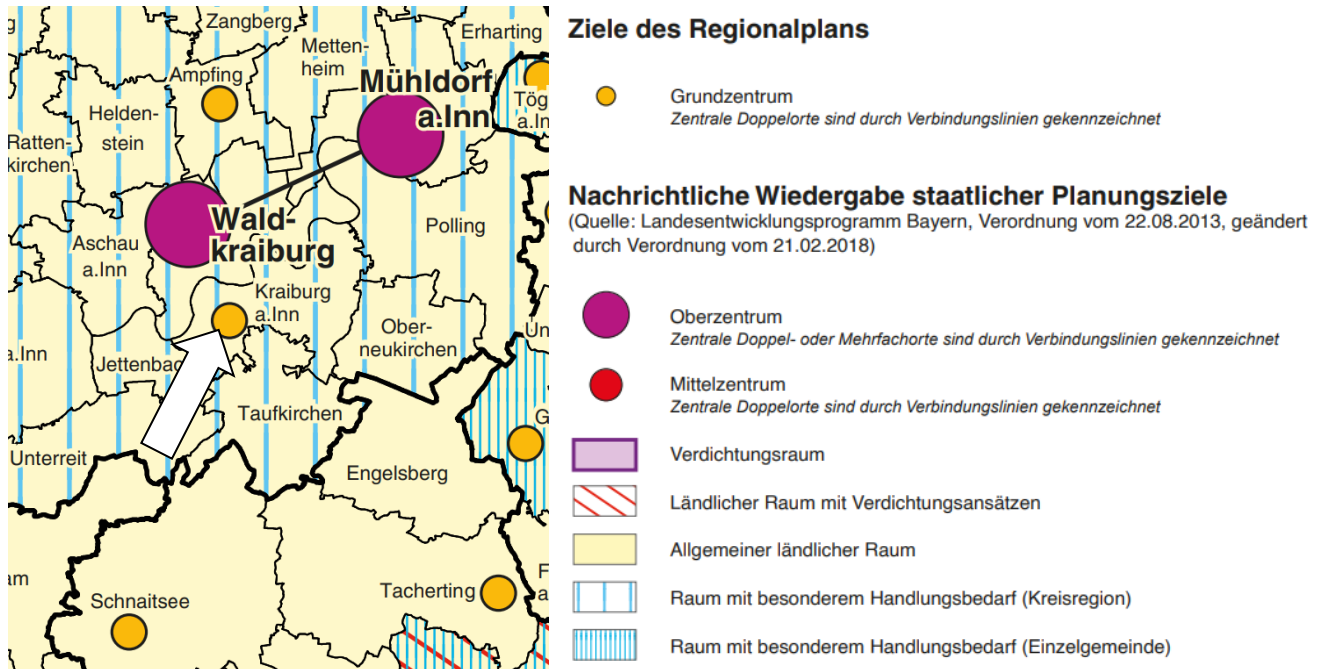 g
Zangberg
Erharting
Metten-
heim
Ampfing
Mühldorf
a.Inn
Tög
a.In
Helden-
stein
Ratten-
kirchen
Wald-
kraiburg
Polling
Aschau
a.Inn
Kraiburg
a.Inn
Ober-
neukirchen
Un
a.Inn
Jettenbac
Taufkirchen
G
Unterreit
Engelsberg
am
Tacherting
F
a
Schnaitsee
Ziele des Regionalplans
Grundzentrum
Zentrale Doppelorte sind durch Verbindungslinien gekennzeichnet
Nachrichtliche Wiedergabe staatlicher Planungsziele
(Quelle: Landesentwicklungsprogramm Bayern, Verordnung vom 22.08.2013, geändert
durch Verordnung vom 21.02.2018)
Oberzentrum
Zentrale Doppel- oder Mehrfachorte sind durch Verbindungslinien gekennzeichnet
Mittelzentrum
Zentrale Doppelorte sind durch Verbindungslinien gekennzeichnet
Verdichtungsraum
Ländlicher Raum mit Verdichtungsansätzen
Allgemeiner ländlicher Raum
Raum mit besonderem Handlungsbedarf (Kreisregion)
Raum mit besonderem Handlungsbedarf (Einzelgemeinde)